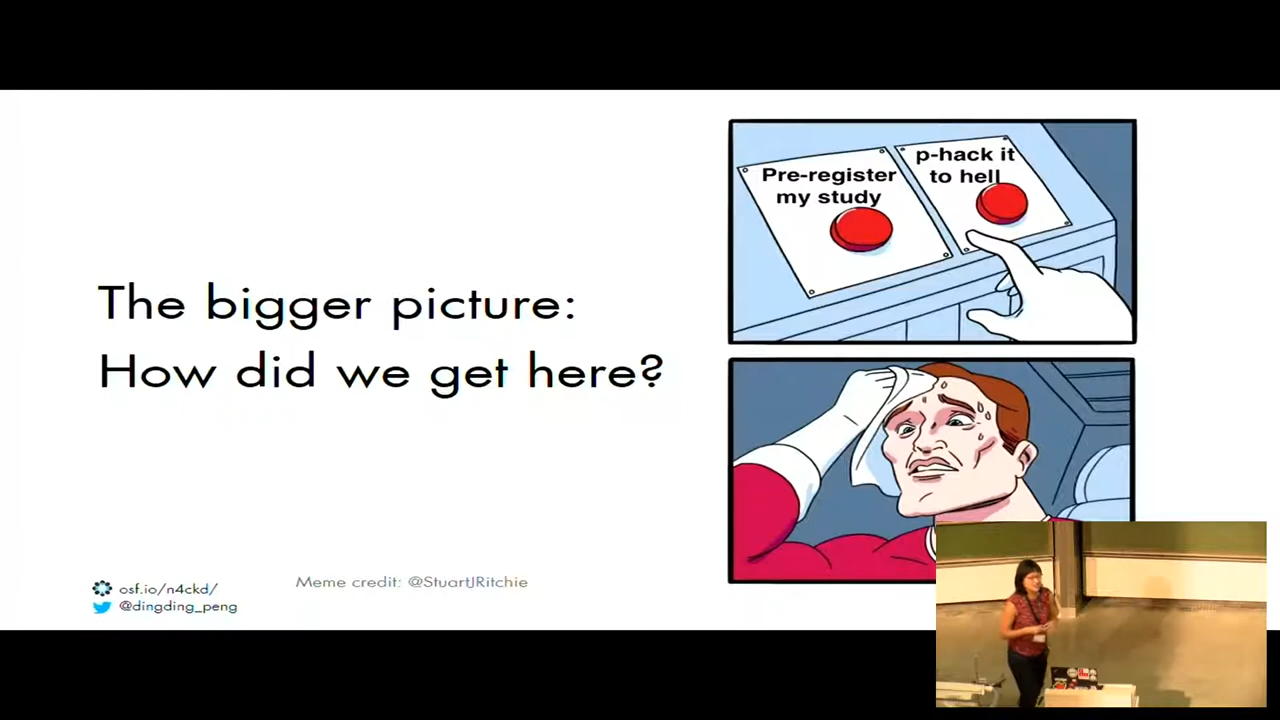 The bigger picture:
How did we get here?
Pre-register
my study
p-hack it
to hell
Meme credit: @StuartJRitchie
osf.io/n4ckd/
@dingding_peng